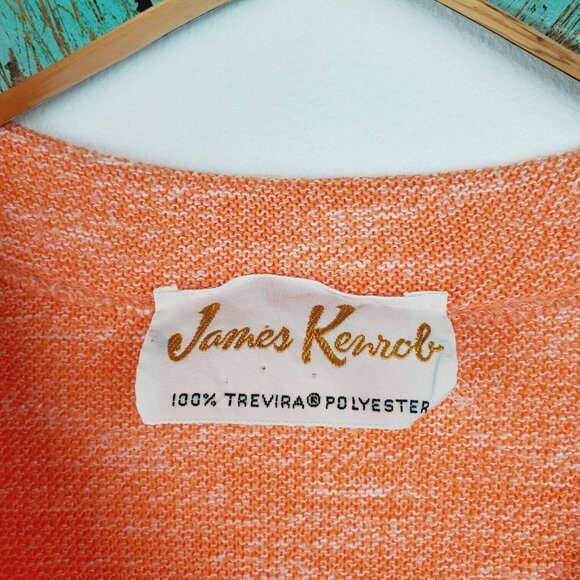 James Kenrob
100% TREVIRA® POLYESTER